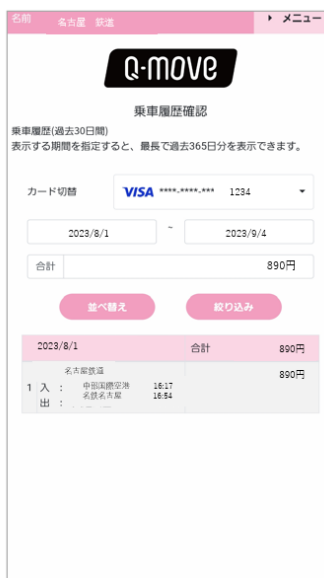 名前 名古屋 鉄道 メニュー
Q-MOVE
乗車履歴確認
乗車履歴(過去30日間)
表示する期間を指定すると、最長で過去365日分を表示できます。
カード切替 VISA ****-****-*** 1234
2023/8/1 ~ 2023/9/4
合計 890円
並べ替え 絞り込み
2023/8/1 合計 890円
名古屋鉄道 890円
1 入 : 中部国際空港 16:17
出 : 名鉄名古屋 16:54